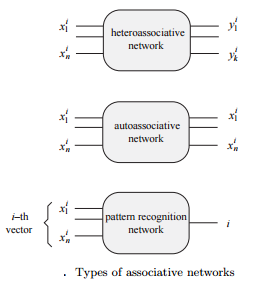 x₁ⁱ heteroassociative y₁ⁱ
xₙⁱ network yₖⁱ
x₁ⁱ autoassociative x₁ⁱ
xₙⁱ network xₙⁱ
i–th x₁ⁱ pattern recognition i
vector xₙⁱ network
. Types of associative networks